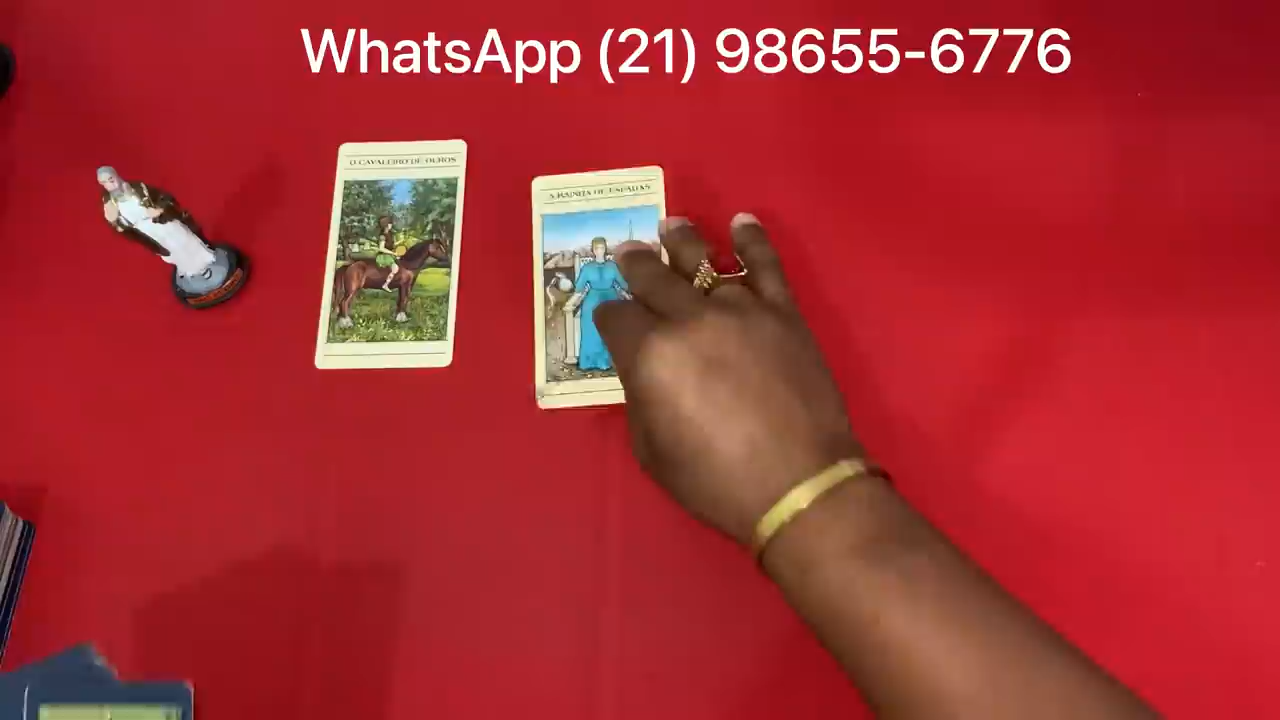 WhatsApp (21) 98655-6776
O CAVALEIRO DE OUROS
A RAINHA DE ESPADAS